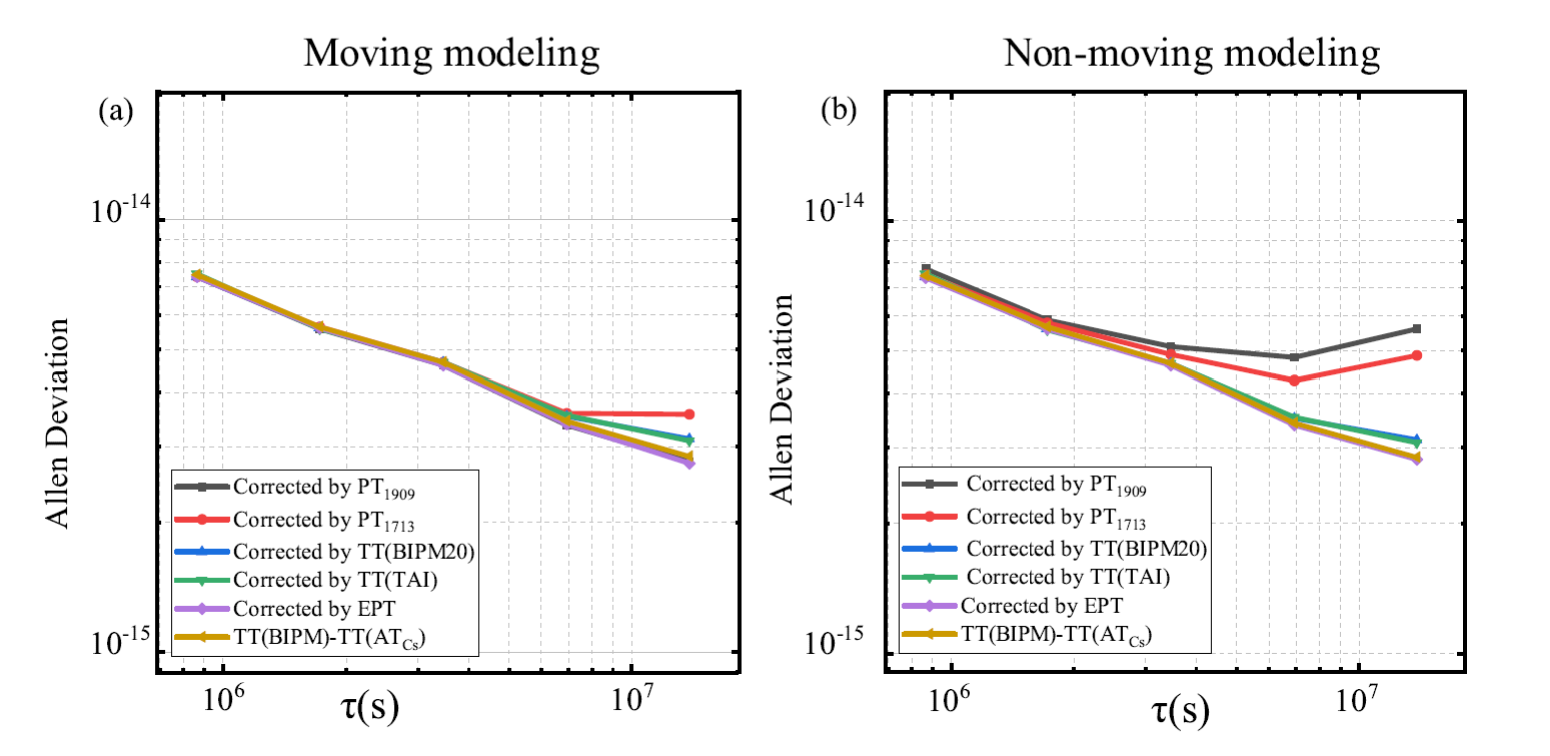 Moving modeling
(a)
10-14
10-15
Allen Deviation
Corrected by PT1909
Corrected by PT1713
Corrected by TT(BIPM20)
Corrected by TT(TAI)
Corrected by EPT
TT(BIPM)-TT(ATCs)
106
107
τ(s)
Non-moving modeling
(b)
10-14
10-15
Allen Deviation
Corrected by PT1909
Corrected by PT1713
Corrected by TT(BIPM20)
Corrected by TT(TAI)
Corrected by EPT
TT(BIPM)-TT(ATCs)
106
107
τ(s)